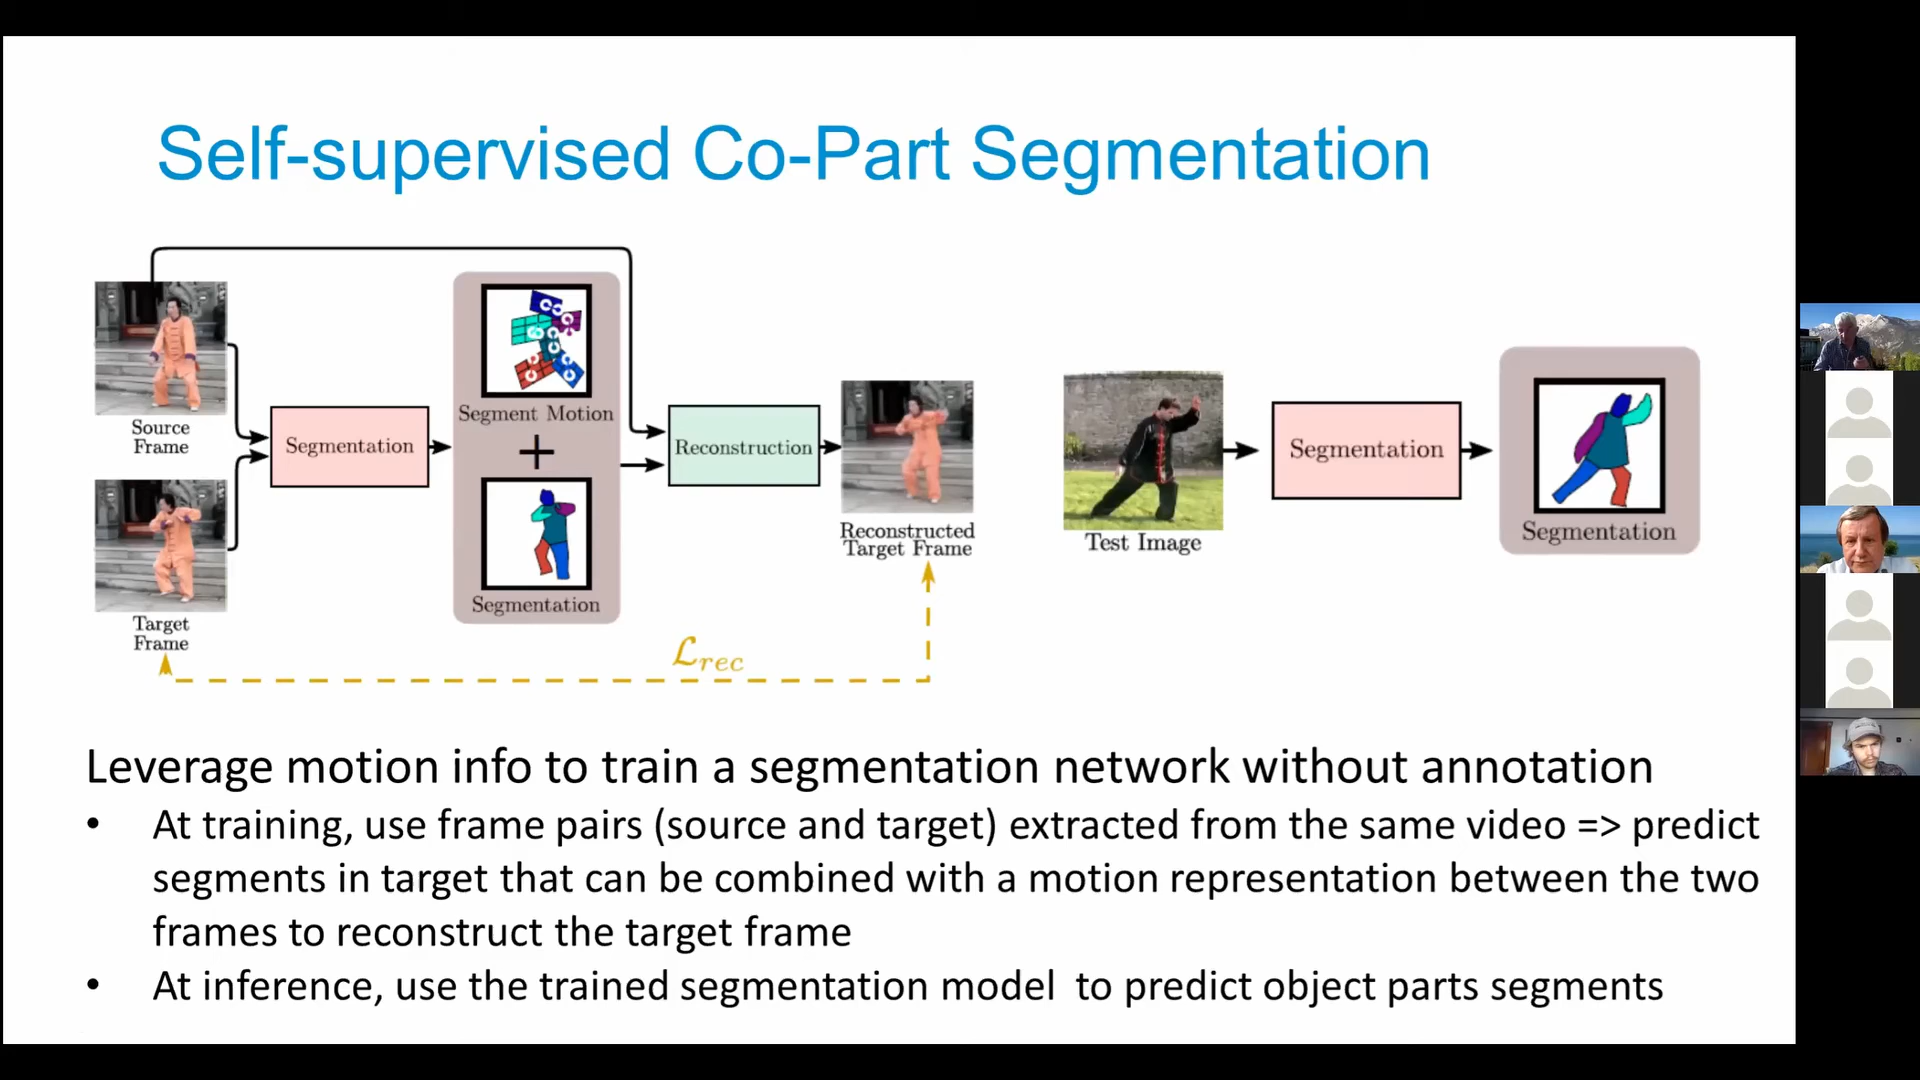 Self-supervised Co-Part Segmentation
Source
Frame
Target
Frame
Segmentation
Segment Motion
+
Segmentation
Reconstruction
Reconstructed
Target Frame
ℒrec
Test Image
Segmentation
Segmentation
Leverage motion info to train a segmentation network without annotation
• At training, use frame pairs (source and target) extracted from the same video => predict
segments in target that can be combined with a motion representation between the two
frames to reconstruct the target frame
• At inference, use the trained segmentation model to predict object parts segments